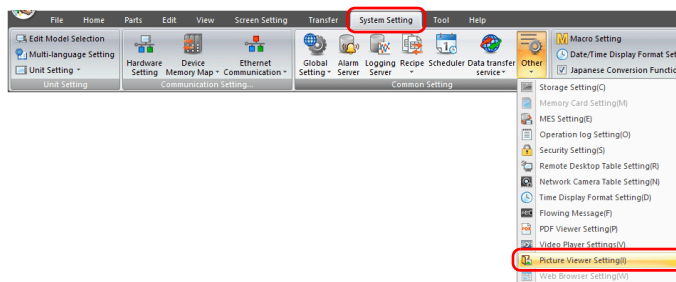 File Home Parts Edit View Screen Setting Transfer System Setting Tool Help
Edit Model Selection
Multi-language Setting
Unit Setting
Unit Setting
Hardware Setting
Device Memory Map
Ethernet Communication
Communication Setting...
Global Setting
Alarm Server
Logging Server
Recipe
Scheduler
Data transfer service
Common Setting
Other
Macro Setting
Date/Time Display Format Set
Japanese Conversion Functio
Storage Setting(C)
Memory Card Setting(M)
MES Setting(E)
Operation log Setting(O)
Security Setting(S)
Remote Desktop Table Setting(R)
Network Camera Table Setting(N)
Time Display Format Setting(D)
Flowing Message(F)
PDF Viewer Setting(P)
Video Player Settings(V)
Picture Viewer Setting(I)
Web Browser Setting(W)